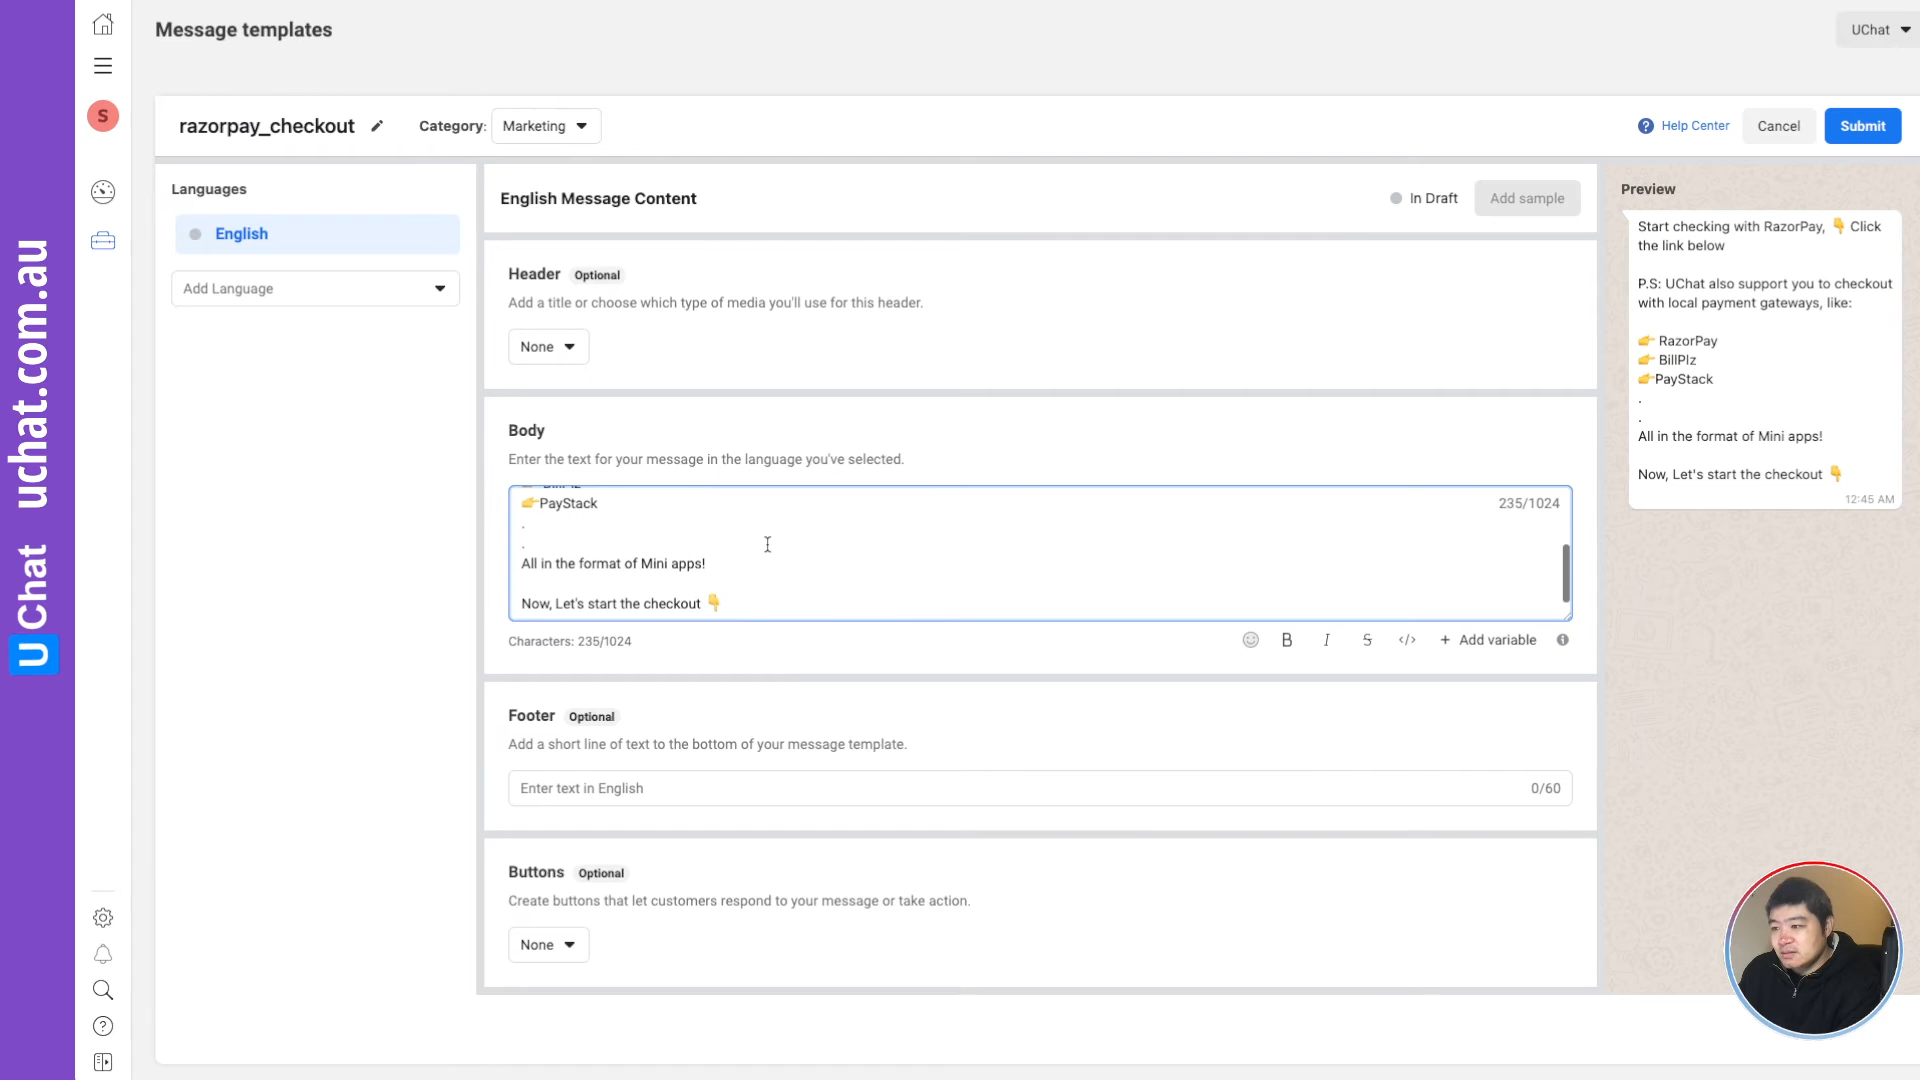 Message templates
UChat
S
razorpay_checkout
Category: Marketing
? Help Center
Cancel
Submit
Languages
English
Add Language
English Message Content
In Draft
Add sample
Header Optional
Add a title or choose which type of media you'll use for this header.
None
Body
Enter the text for your message in the language you've selected.
👉PayStack
235/1024
.
.
All in the format of Mini apps!
Now, Let's start the checkout 👇
Characters: 235/1024
B I S </> + Add variable
Footer Optional
Add a short line of text to the bottom of your message template.
Enter text in English
0/60
Buttons Optional
Create buttons that let customers respond to your message or take action.
None
Preview
Start checking with RazorPay, 👇 Click
the link below
P.S: UChat also support you to checkout
with local payment gateways, like:
👉 RazorPay
👉 BillPlz
👉PayStack
.
.
All in the format of Mini apps!
Now, Let's start the checkout 👇
12:45 AM
U UChat uchat.com.au